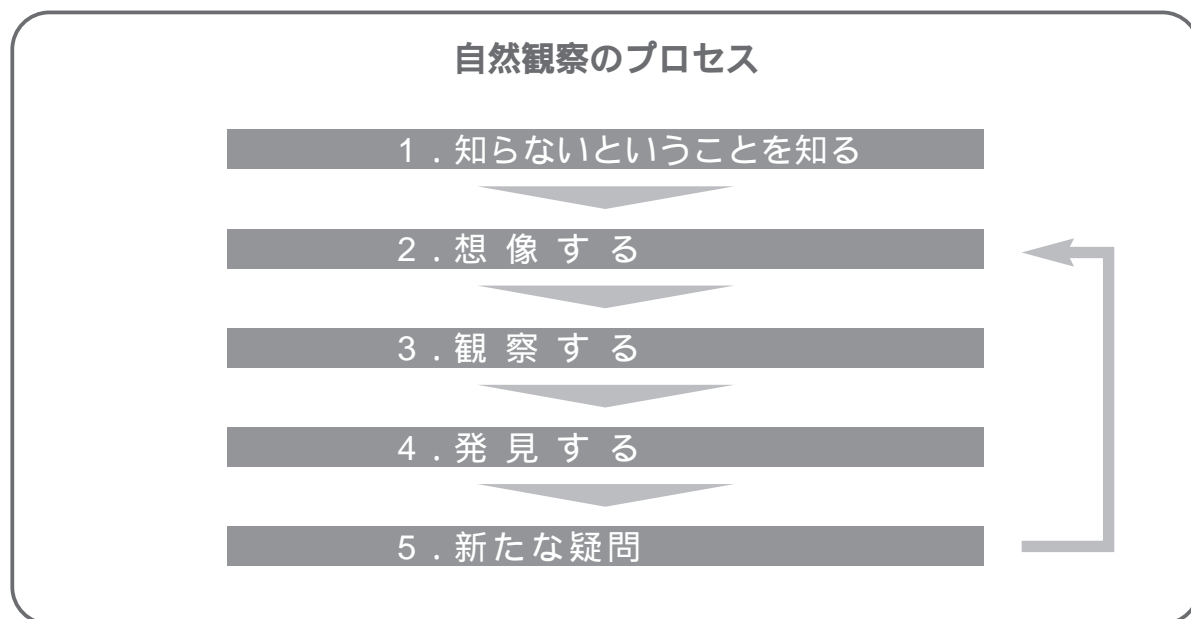 自然観察のプロセス
1.知らないということを知る
2.想像する
3.観察する
4.発見する
5.新たな疑問